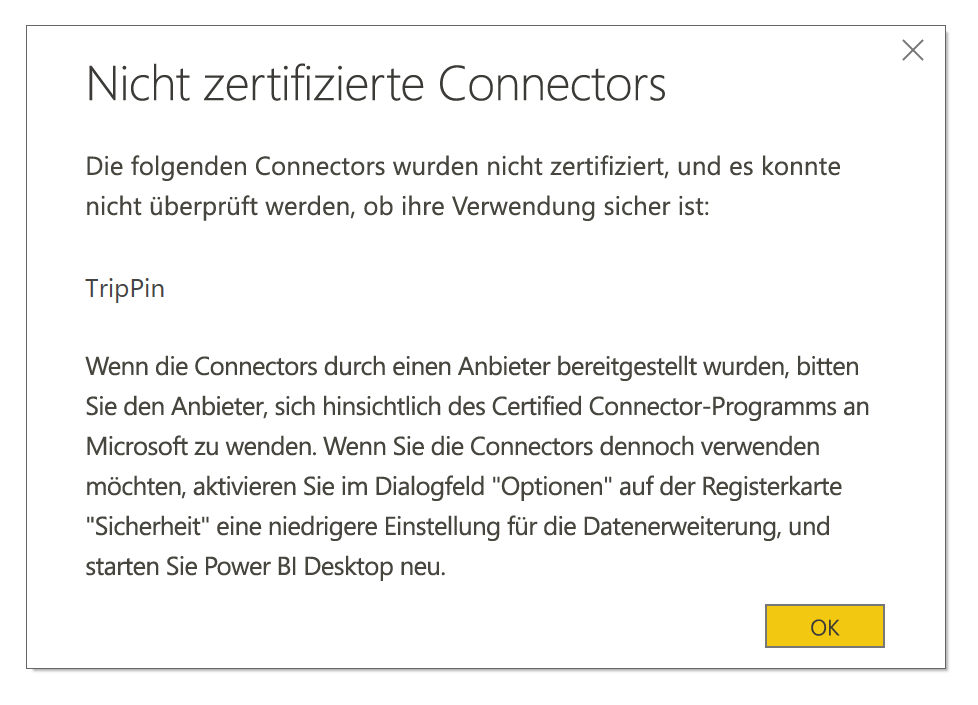 Nicht zertifizierte Connectors
Die folgenden Connectors wurden nicht zertifiziert, und es konnte
nicht überprüft werden, ob ihre Verwendung sicher ist:
TripPin
Wenn die Connectors durch einen Anbieter bereitgestellt wurden, bitten
Sie den Anbieter, sich hinsichtlich des Certified Connector-Programms an
Microsoft zu wenden. Wenn Sie die Connectors dennoch verwenden
möchten, aktivieren Sie im Dialogfeld "Optionen" auf der Registerkarte
"Sicherheit" eine niedrigere Einstellung für die Datenerweiterung, und
starten Sie Power BI Desktop neu.
OK